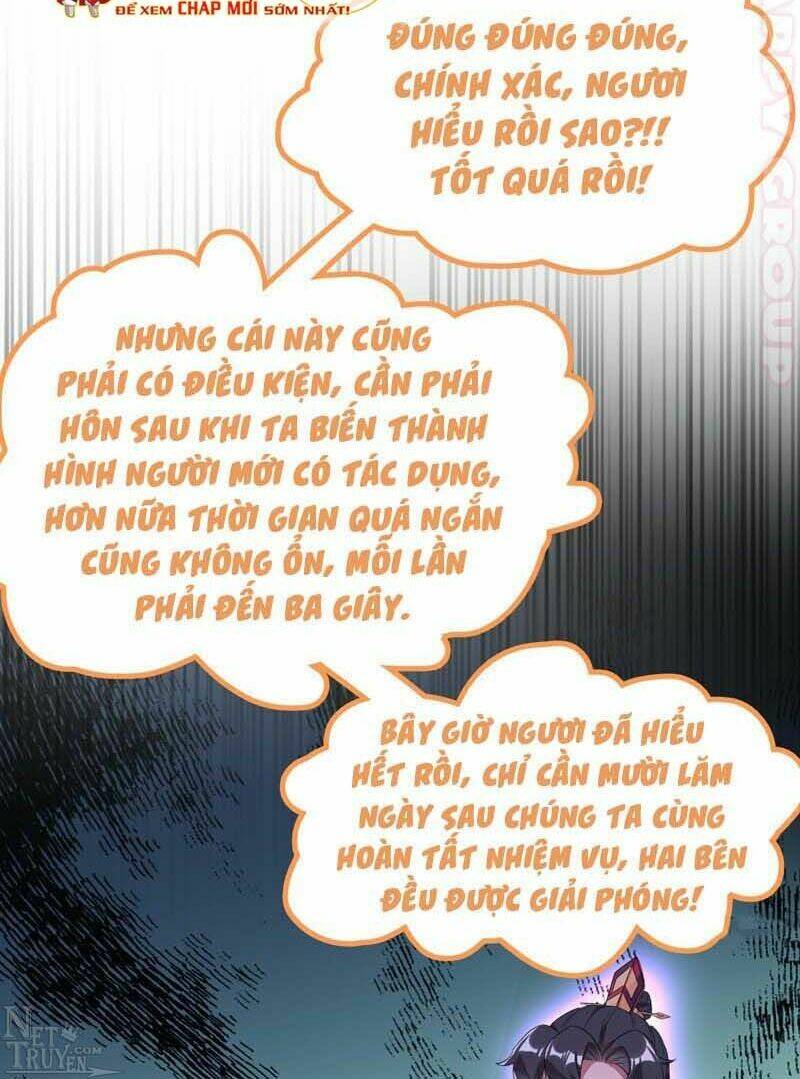 ĐỂ XEM CHAP MỚI SỚM NHẤT!
ĐÚNG ĐÚNG ĐÚNG,
CHÍNH XÁC, NGƯƠI
HIỂU RỒI SAO?!!
TỐT QUÁ RỒI!
NHƯNG CÁI NÀY CŨNG
PHẢI CÓ ĐIỀU KIỆN, CẦN PHẢI
HÔN SAU KHI TA BIẾN THÀNH
HÌNH NGƯỜI MỚI CÓ TÁC DỤNG,
HƠN NỮA THỜI GIAN QUÁ NGẮN
CŨNG KHÔNG ỔN, MỖI LẦN
PHẢI ĐẾN BA GIÂY.
BÂY GIỜ NGƯƠI ĐÃ HIỂU
HẾT RỒI, CHỈ CẦN MƯỜI LĂM
NGÀY SAU CHÚNG TA CÙNG
HOÀN TẤT NHIỆM VỤ, HAI BÊN
ĐỀU ĐƯỢC GIẢI PHÓNG!
GROUP
NET
TRUYEN.COM